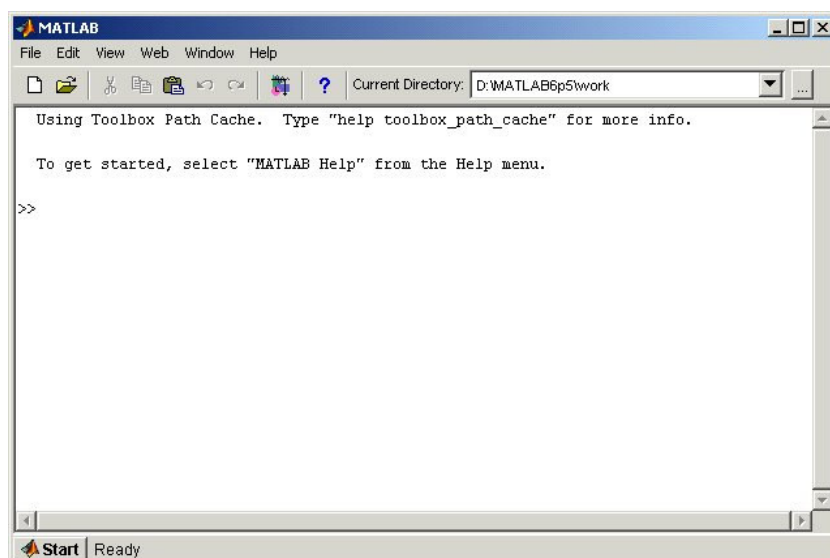 MATLAB
File Edit View Web Window Help
? Current Directory: D:\MATLAB6p5\work ...
Using Toolbox Path Cache. Type "help toolbox_path_cache" for more info.
To get started, select "MATLAB Help" from the Help menu.
>>
Start Ready